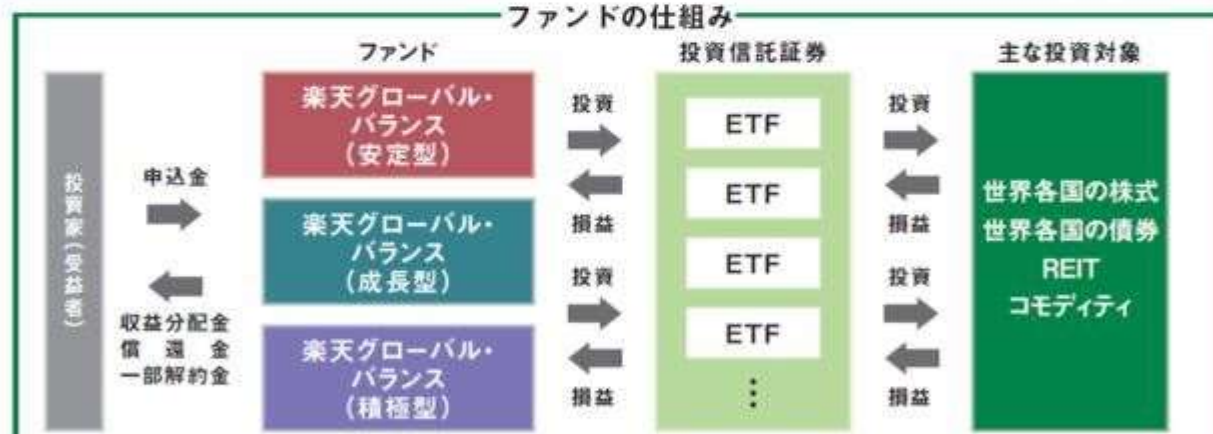 ファンドの仕組み
ファンド
投資信託証券
主な投資対象
投資家(受益者)
申込金
収益分配金
償還金
一部解約金
楽天グローバル・
バランス
(安定型)
楽天グローバル・
バランス
(成長型)
楽天グローバル・
バランス
(積極型)
投資
損益
投資
損益
ETF
ETF
ETF
ETF
⋮
投資
損益
投資
損益
世界各国の株式
世界各国の債券
REIT
コモディティ